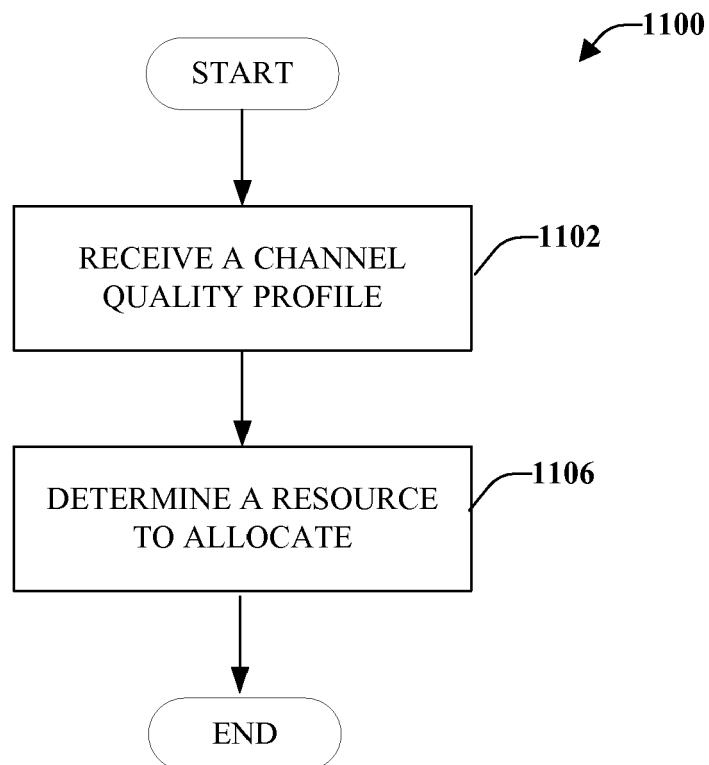 1100
START
RECEIVE A CHANNEL
QUALITY PROFILE
1102
DETERMINE A RESOURCE
TO ALLOCATE
1106
END